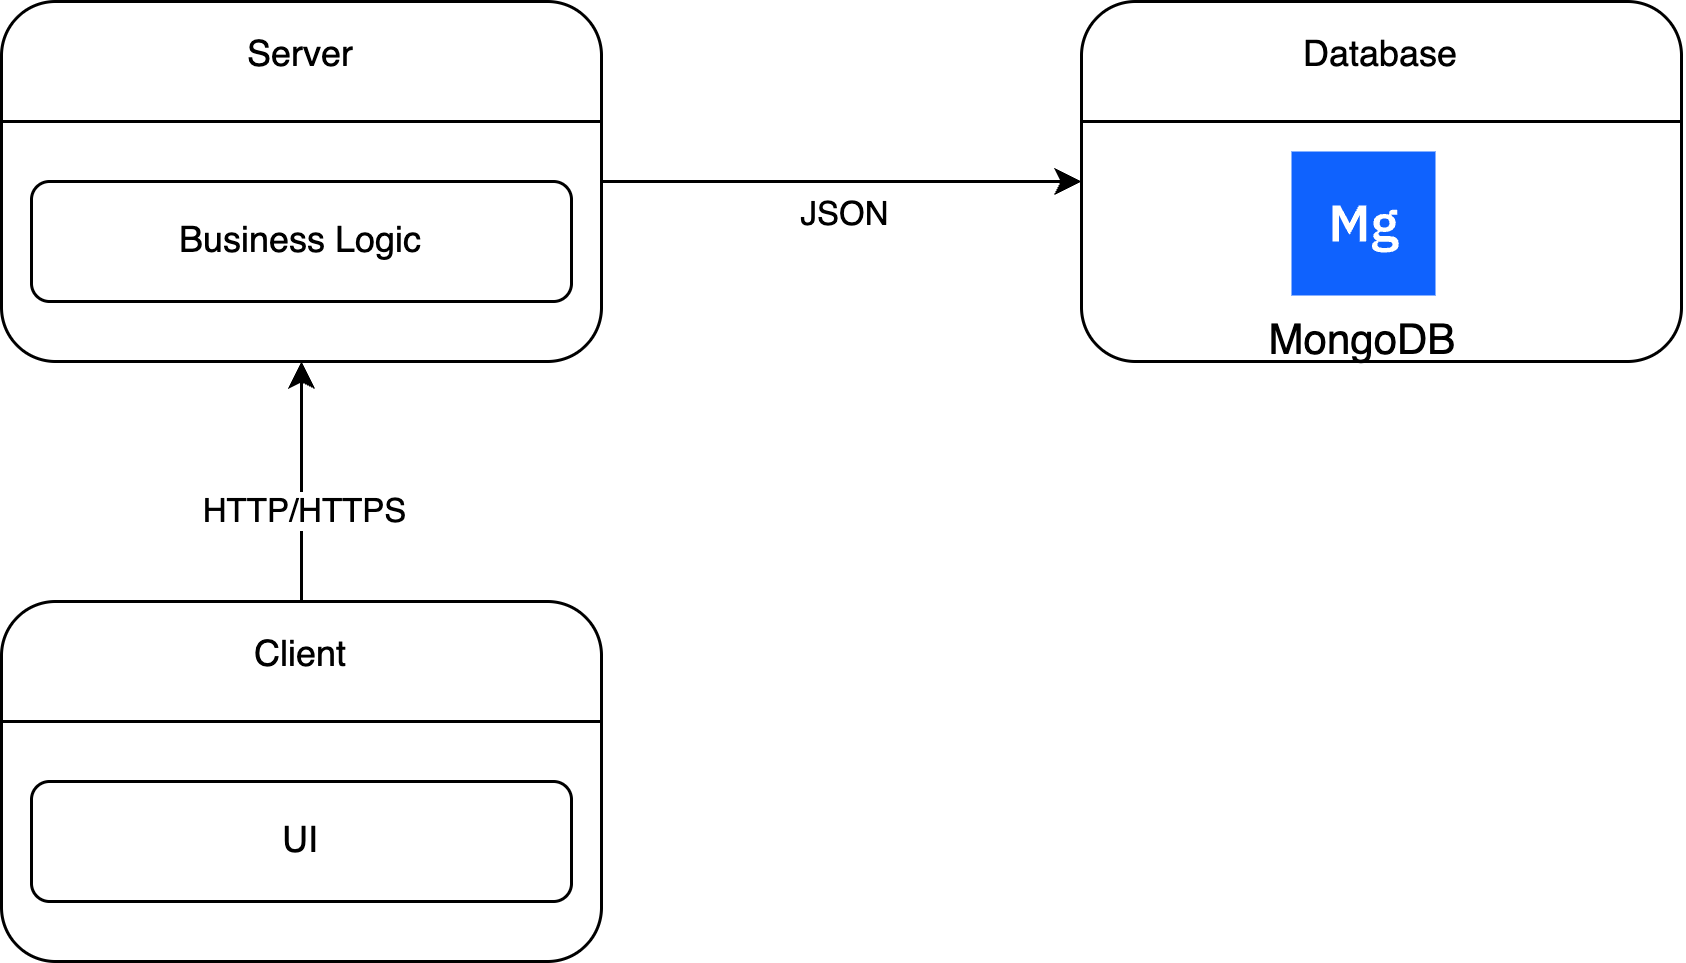 Server
Database
Business Logic
JSON
Mg
MongoDB
HTTP/HTTPS
Client
UI